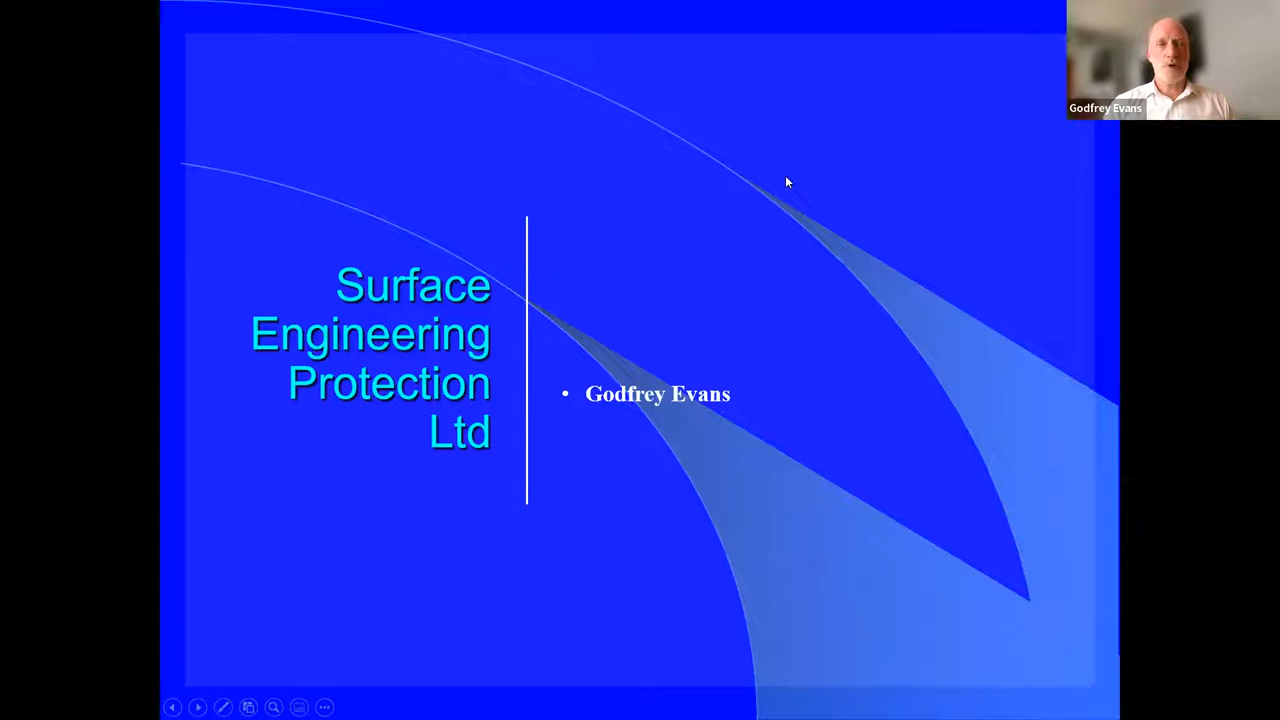 Godfrey Evans
Surface
Engineering
Protection
Ltd
• Godfrey Evans